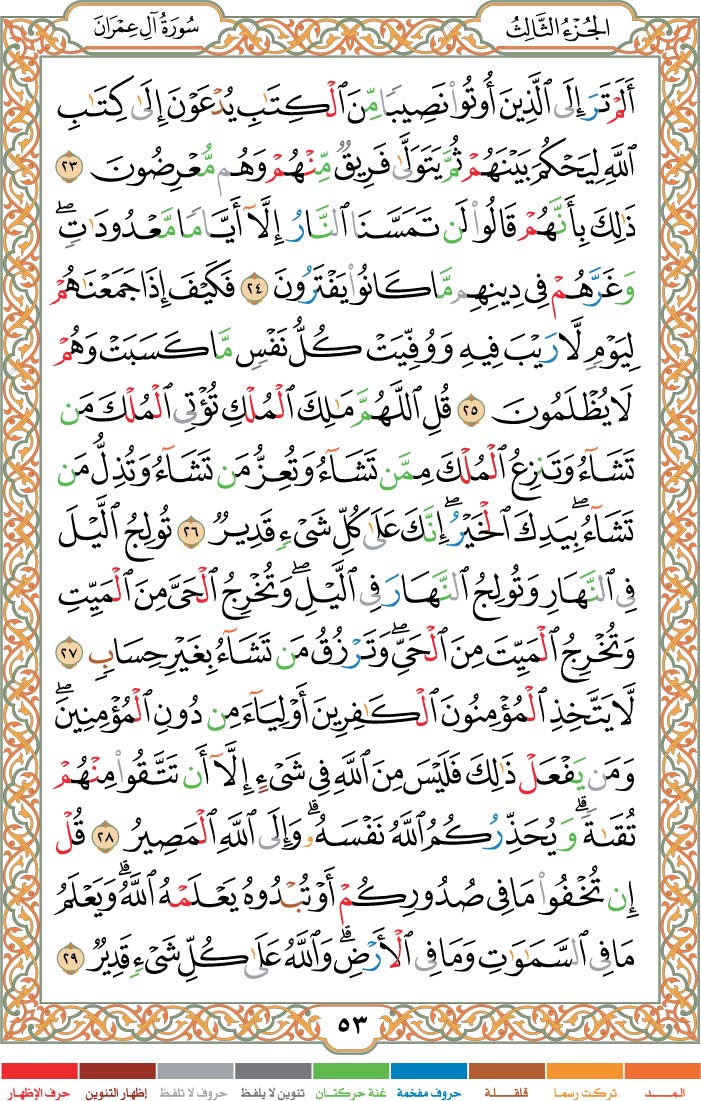 الجُزْءُ الثَّالِثُ
سُورَةُ آلِ عِمْرَانَ
أَلَمْ تَرَ إِلَى ٱلَّذِينَ أُوتُوا۟ نَصِيبًا مِّنَ ٱلْكِتَـٰبِ يُدْعَوْنَ إِلَىٰ كِتَـٰبِ
ٱللَّهِ لِيَحْكُمَ بَيْنَهُمْ ثُمَّ يَتَوَلَّىٰ فَرِيقٌ مِّنْهُمْ وَهُم مُّعْرِضُونَ ٢٣
ذَٰلِكَ بِأَنَّهُمْ قَالُوا۟ لَن تَمَسَّنَا ٱلنَّارُ إِلَّآ أَيَّامًا مَّعْدُودَٰتٍ ۖ
وَغَرَّهُمْ فِى دِينِهِم مَّا كَانُوا۟ يَفْتَرُونَ ٢٤ فَكَيْفَ إِذَا جَمَعْنَـٰهُمْ
لِيَوْمٍ لَّا رَيْبَ فِيهِ وَوُفِّيَتْ كُلُّ نَفْسٍ مَّا كَسَبَتْ وَهُمْ
لَا يُظْلَمُونَ ٢٥ قُلِ ٱللَّهُمَّ مَـٰلِكَ ٱلْمُلْكِ تُؤْتِى ٱلْمُلْكَ مَن
تَشَآءُ وَتَنزِعُ ٱلْمُلْكَ مِمَّن تَشَآءُ وَتُعِزُّ مَن تَشَآءُ وَتُذِلُّ مَن
تَشَآءُ ۖ بِيَدِكَ ٱلْخَيْرُ ۖ إِنَّكَ عَلَىٰ كُلِّ شَىْءٍ قَدِيرٌ ٢٦ تُولِجُ ٱلَّيْلَ
فِى ٱلنَّهَارِ وَتُولِجُ ٱلنَّهَارَ فِى ٱلَّيْلِ ۖ وَتُخْرِجُ ٱلْحَىَّ مِنَ ٱلْمَيِّتِ
وَتُخْرِجُ ٱلْمَيِّتَ مِنَ ٱلْحَىِّ ۖ وَتَرْزُقُ مَن تَشَآءُ بِغَيْرِ حِسَابٍ ٢٧
لَّا يَتَّخِذِ ٱلْمُؤْمِنُونَ ٱلْكَـٰفِرِينَ أَوْلِيَآءَ مِن دُونِ ٱلْمُؤْمِنِينَ ۖ
وَمَن يَفْعَلْ ذَٰلِكَ فَلَيْسَ مِنَ ٱللَّهِ فِى شَىْءٍ إِلَّآ أَن تَتَّقُوا۟ مِنْهُمْ
تُقَىٰةً ۗ وَيُحَذِّرُكُمُ ٱللَّهُ نَفْسَهُۥ ۗ وَإِلَى ٱللَّهِ ٱلْمَصِيرُ ٢٨ قُلْ
إِن تُخْفُوا۟ مَا فِى صُدُورِكُمْ أَوْ تُبْدُوهُ يَعْلَمْهُ ٱللَّهُ ۗ وَيَعْلَمُ
مَا فِى ٱلسَّمَـٰوَٰتِ وَمَا فِى ٱلْأَرْضِ ۗ وَٱللَّهُ عَلَىٰ كُلِّ شَىْءٍ قَدِيرٌ ٢٩
٥٣
المــد تركت رسما قلقلة حروف مفخمة غنة حركتان تنوين لا يلفظ حروف لا تلفظ إظهار التنوين حرف الإظهار